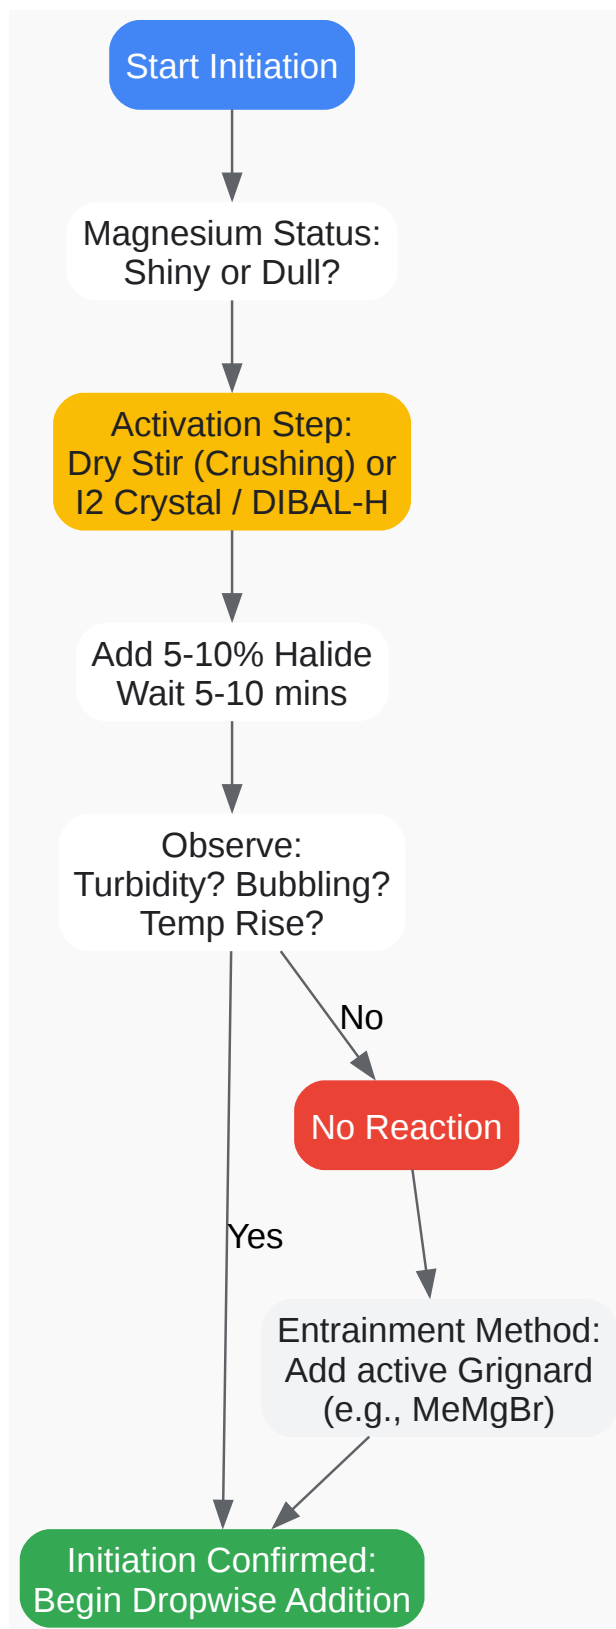 Start Initiation
Magnesium Status:
Shiny or Dull?
Activation Step:
Dry Stir (Crushing) or
I2 Crystal / DIBAL-H
Add 5-10% Halide
Wait 5-10 mins
Observe:
Turbidity? Bubbling?
Temp Rise?
No
No Reaction
Yes
Entrainment Method:
Add active Grignard
(e.g., MeMgBr)
Initiation Confirmed:
Begin Dropwise Addition